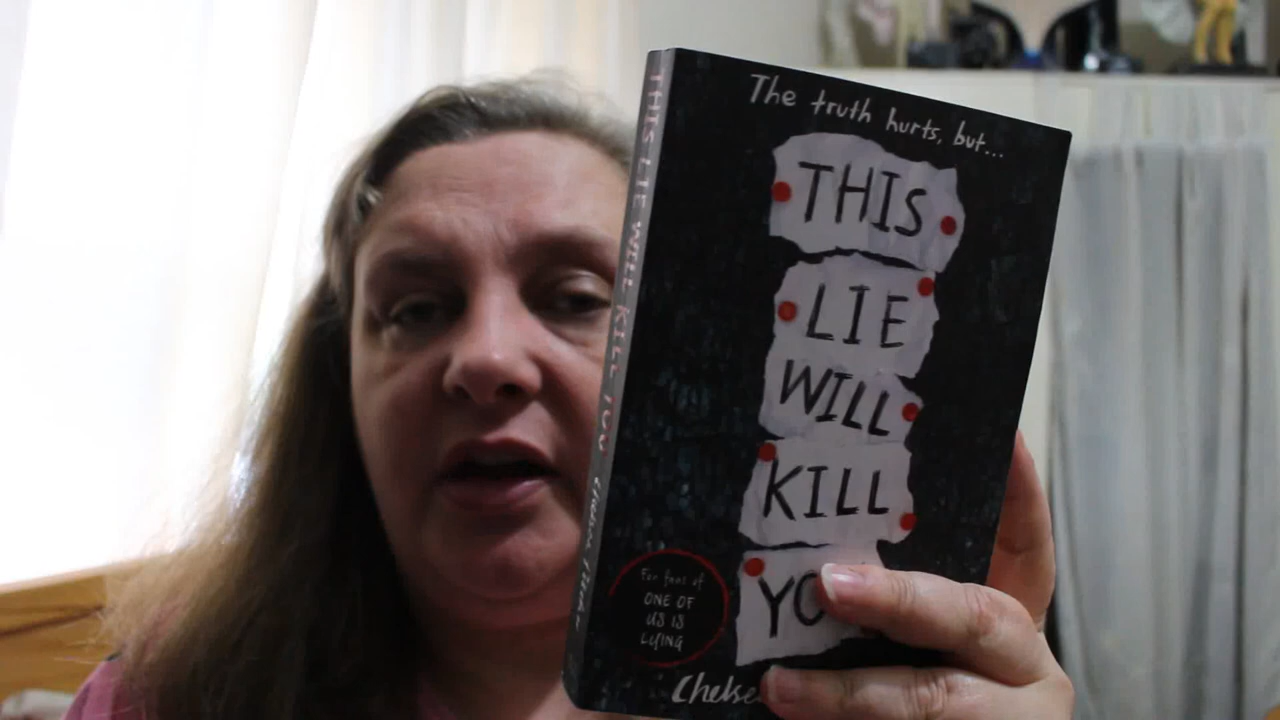 The truth hurts, but...
THIS
LIE
WILL
KILL
YO
For fans of
ONE OF
US IS
LYING
Chelse
THIS LIE WILL KILL YOU